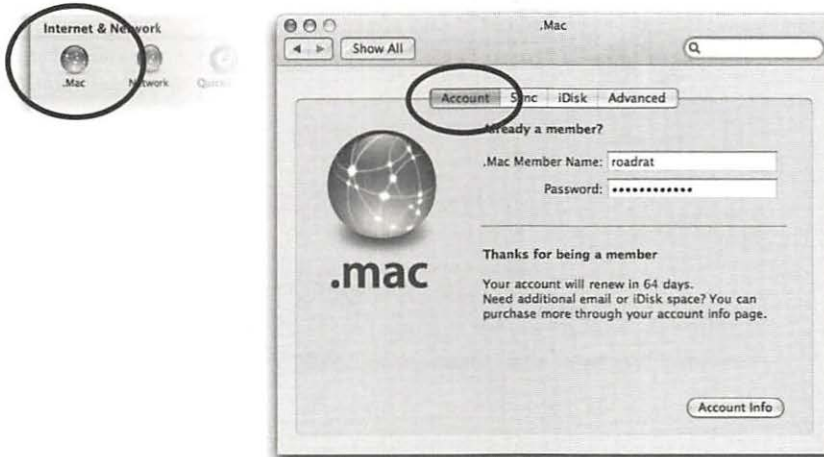 Internet & Network
.Mac
Network
.Mac
Show All
Account Sync iDisk Advanced
Already a member?
.Mac Member Name: roadrat
Password: ••••••••••••
.mac
Thanks for being a member
Your account will renew in 64 days.
Need additional email or iDisk space? You can
purchase more through your account info page.
Account Info